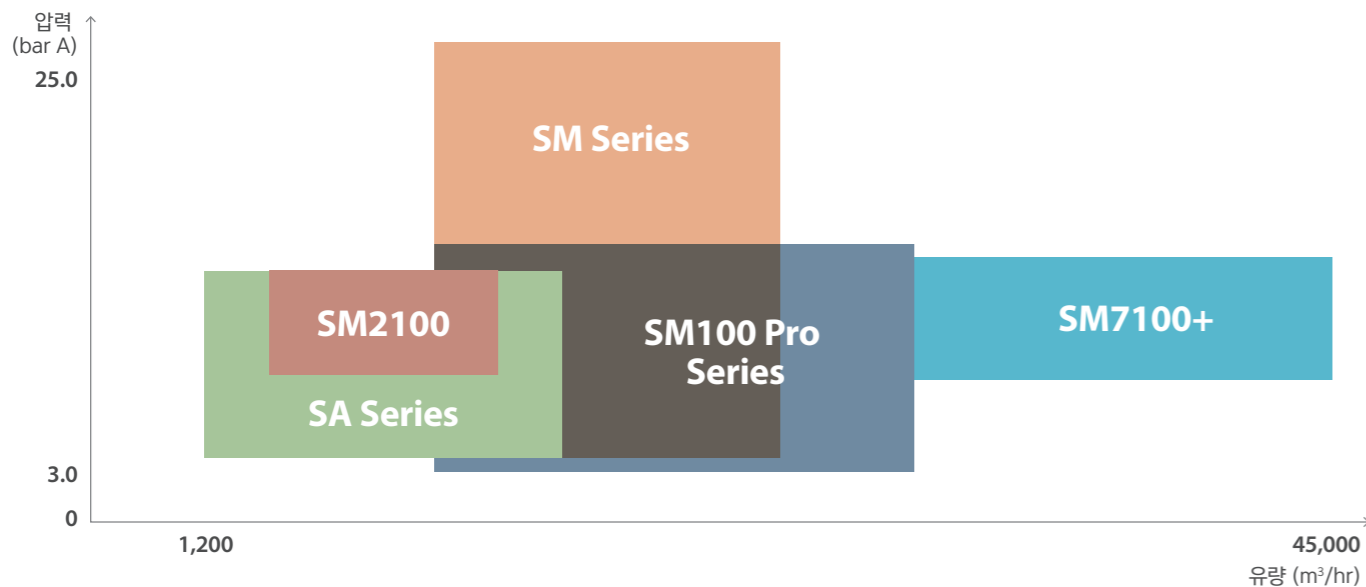 압력
(bar A)
25.0
SM Series
SM2100
SM100 Pro
Series
SM7100+
SA Series
3.0
0
1,200
45,000
유량 (m³/hr)